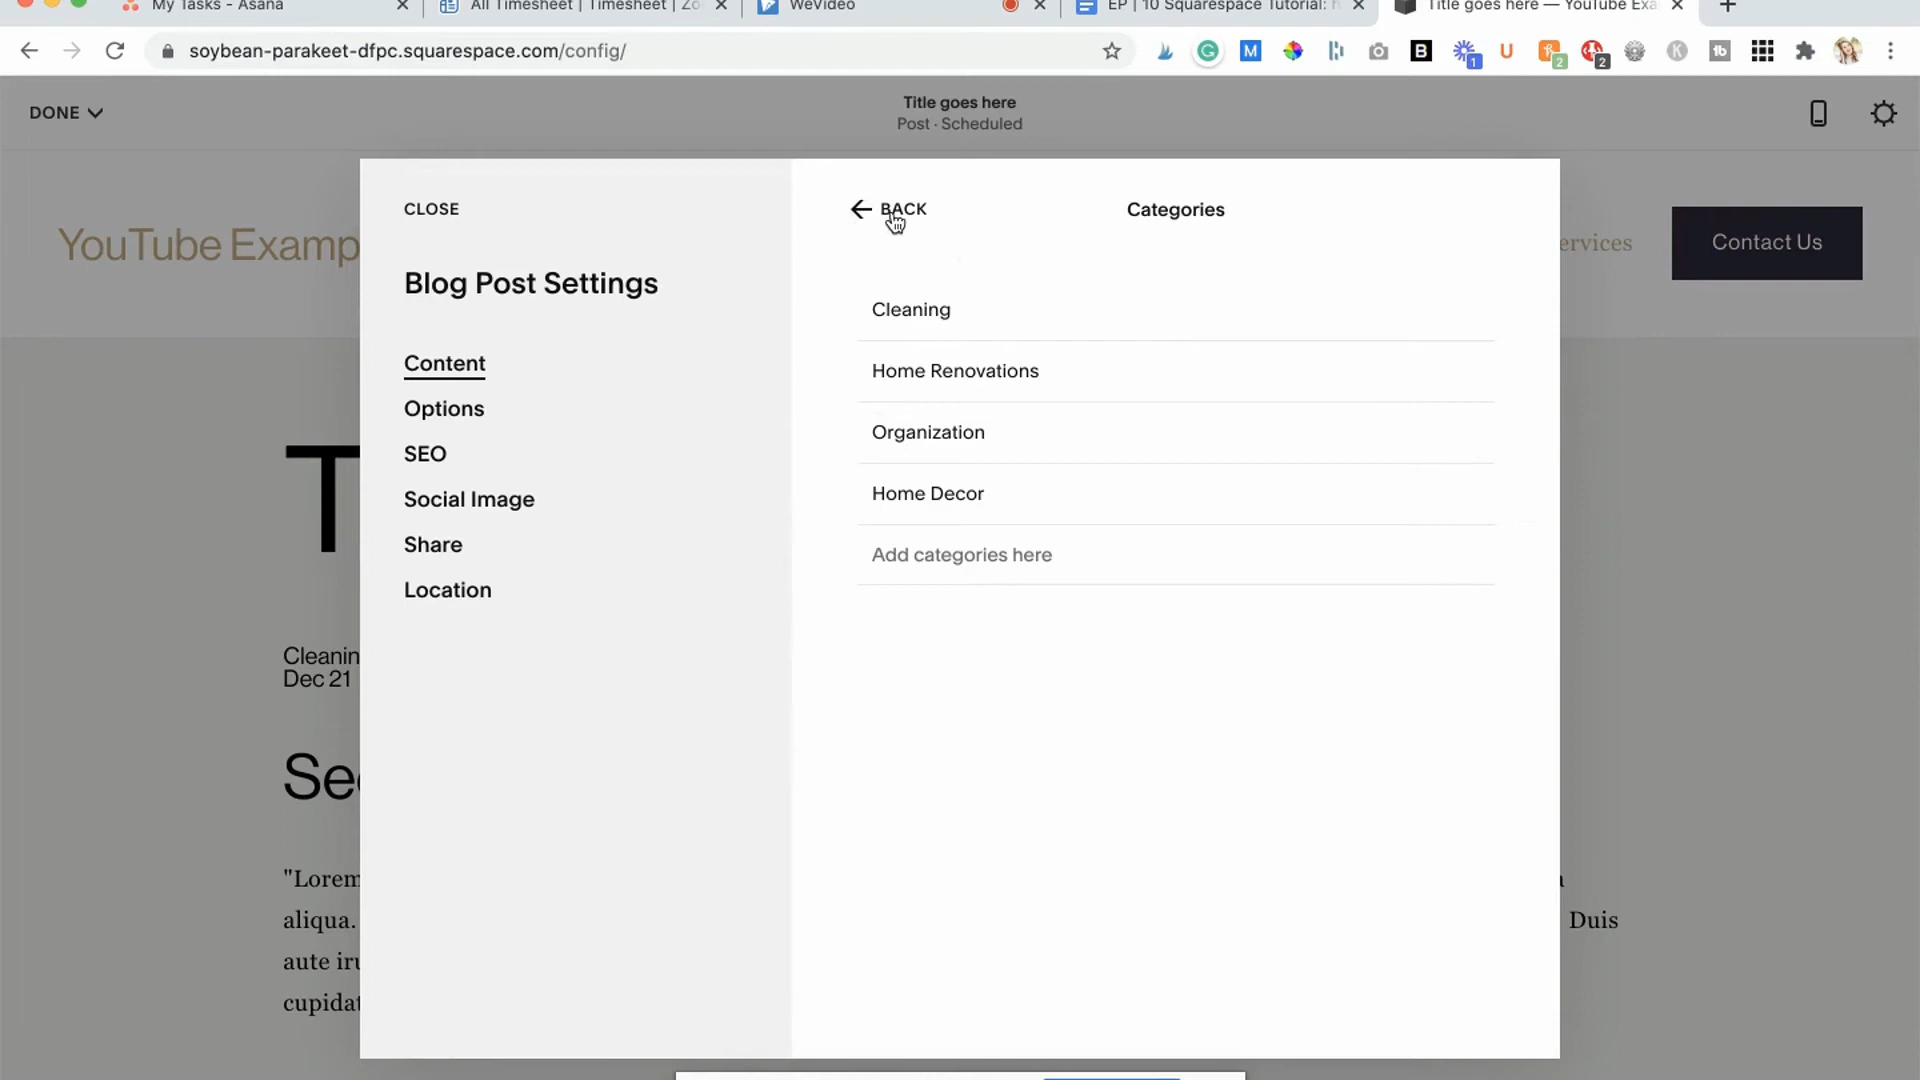 My Tasks - Asana
All Timesheet | Timesheet | Zo
WeVideo
EP | 10 Squarespace Tutorial: h
Title goes here — YouTube Exa
soybean-parakeet-dfpc.squarespace.com/config/
DONE
Title goes here
Post · Scheduled
YouTube Examp
ervices
Contact Us
CLOSE
BACK
Categories
Blog Post Settings
Content
Options
SEO
Social Image
Share
Location
Cleaning
Home Renovations
Organization
Home Decor
Add categories here
T
Cleanin
Dec 21
Sec
"Lorem
aliqua.
Duis
aute iru
cupidat